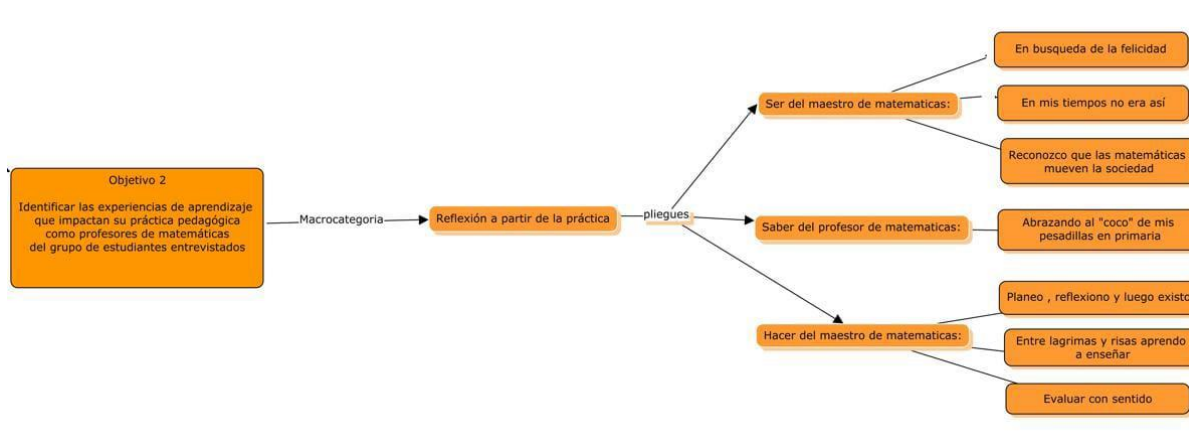 Objetivo 2
Identificar las experiencias de aprendizaje
que impactan su práctica pedagógica
como profesores de matemáticas
del grupo de estudiantes entrevistados
Macrocategoria
Reflexión a partir de la práctica
pliegues
Ser del maestro de matematicas:
En busqueda de la felicidad
En mis tiempos no era así
Reconozco que las matemáticas
mueven la sociedad
Saber del profesor de matematicas:
Abrazando al "coco" de mis
pesadillas en primaria
Hacer del maestro de matematicas:
Planeo , reflexiono y luego existo
Entre lagrimas y risas aprendo
a enseñar
Evaluar con sentido